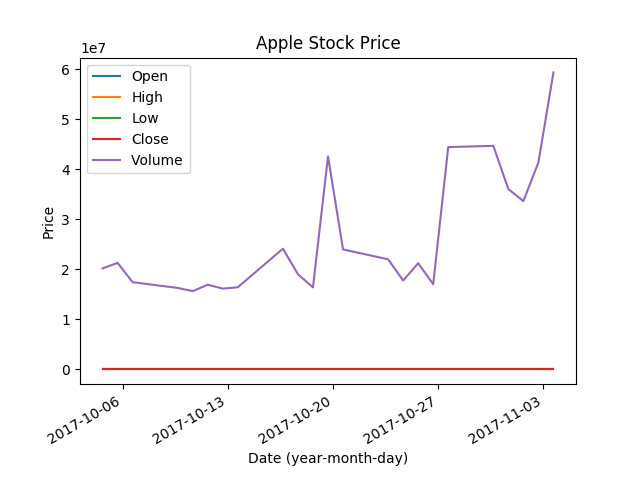 Apple Stock Price
1e7
6
5
4
3
2
1
0
Price
Open
High
Low
Close
Volume
2017-10-06
2017-10-13
2017-10-20
2017-10-27
2017-11-03
Date (year-month-day)